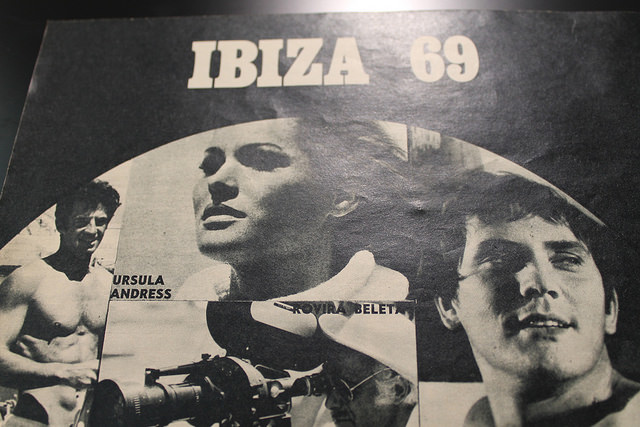 IBIZA 69
URSULA
ANDRESS
ROVIRA BELETA